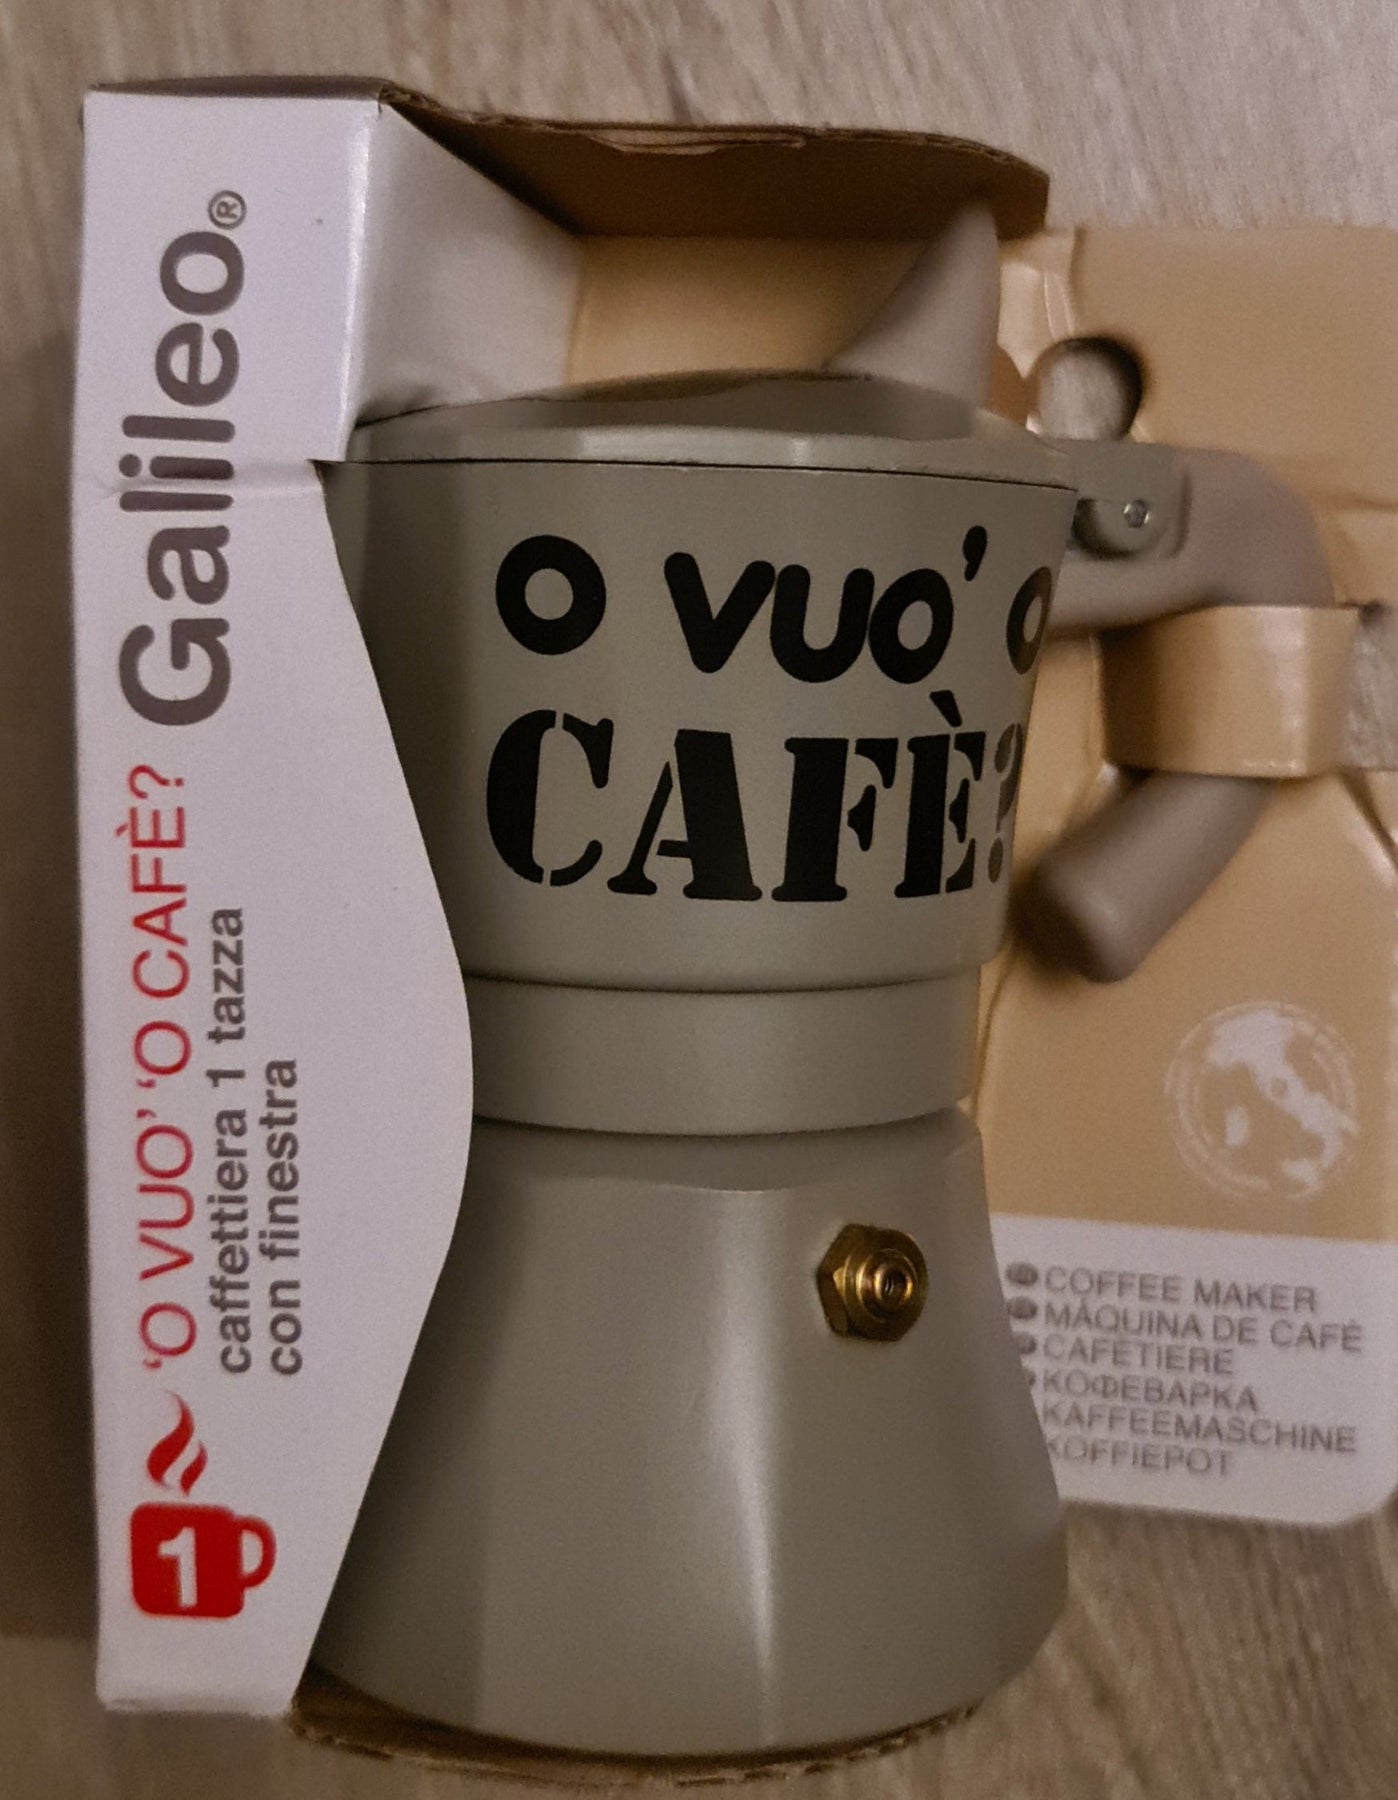 Galileo®
'O VUO' 'O CAFÈ?
caffettiera 1 tazza
con finestra
1
O VUO' O
CAFÈ?
COFFEE MAKER
MÁQUINA DE CAFÉ
CAFETIERE
КОФЕВАРКА
KAFFEEMASCHINE
KOFFIEPOT